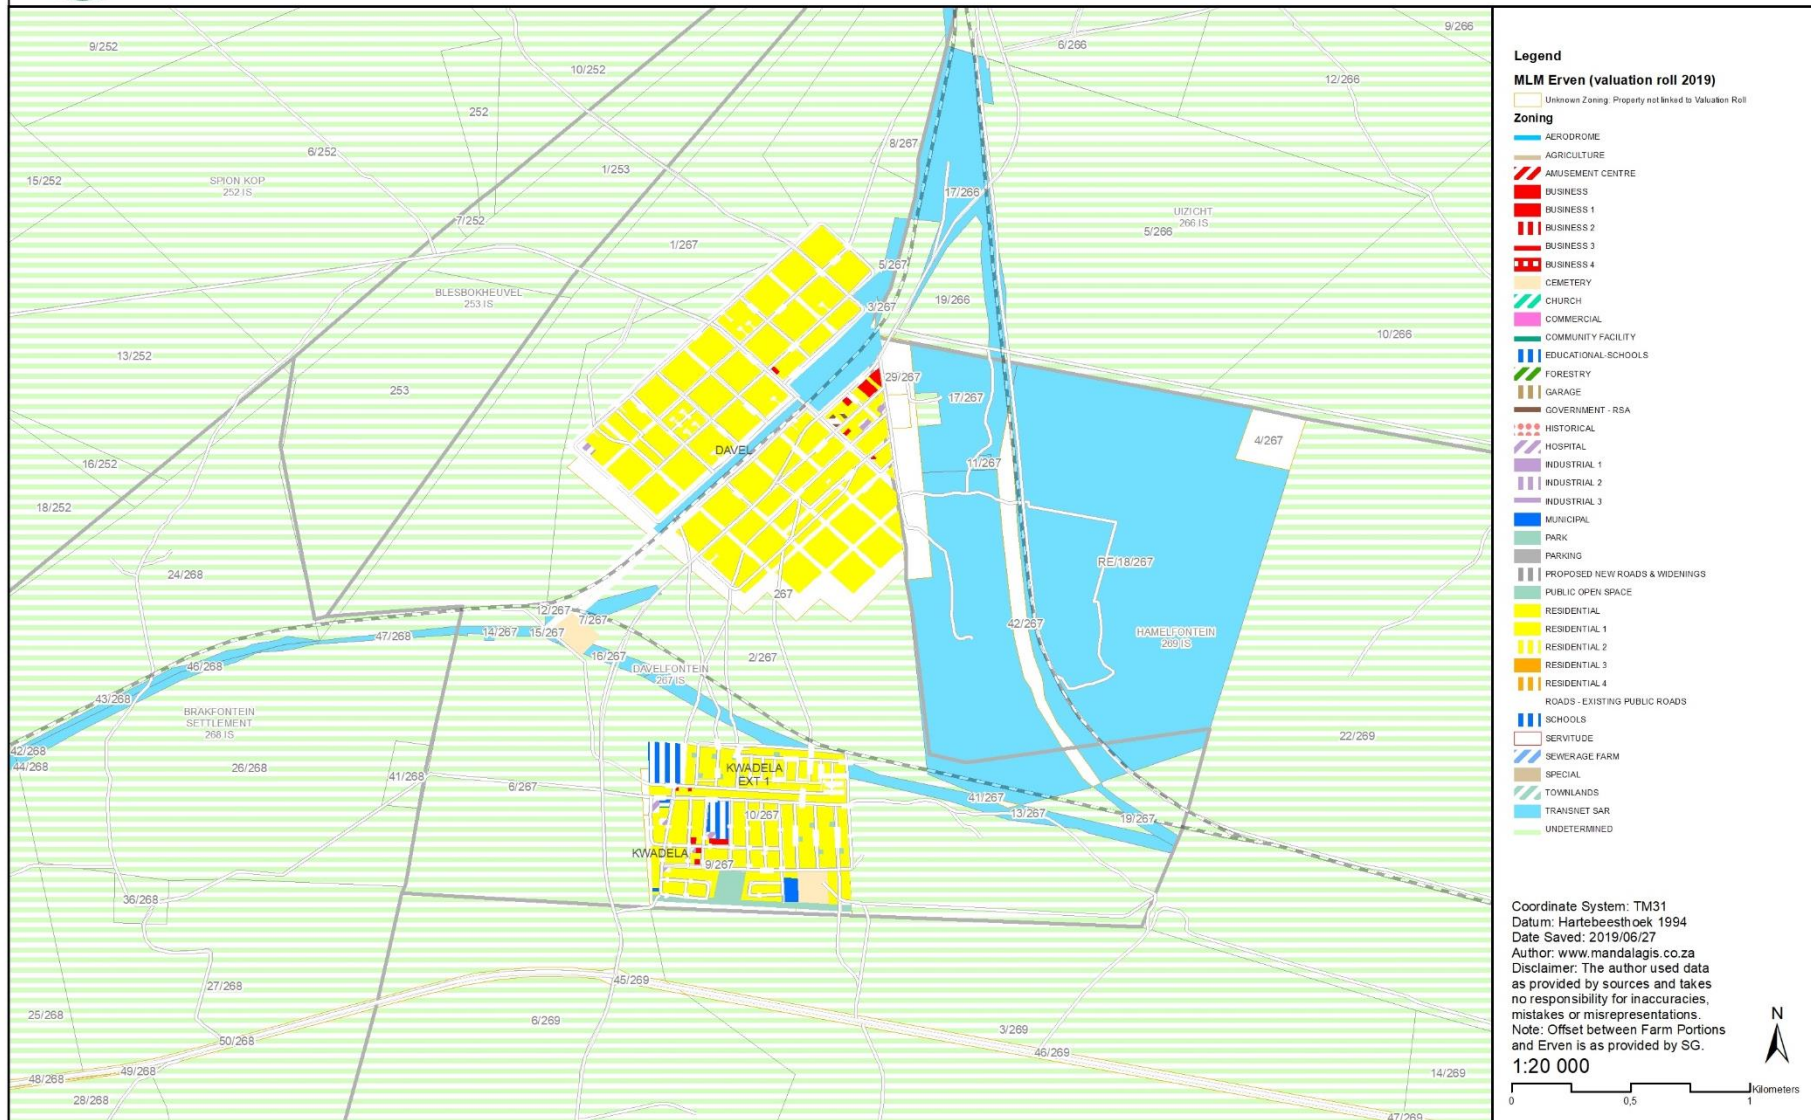 9/252
10/252
252
6/252
15/252
SPION KOP
252 IS
7/252
1/253
8/267
6/266
9/266
12/266
17/266
UIZICHT
266 IS
5/266
1/267
5/267
BLESBOKHEUVEL
253 IS
3/267
19/266
10/266
13/252
253
29/267
17/267
4/267
DAVEL
11/267
16/252
18/252
24/268
RE/18/267
267
12/267
7/267
47/268
14/267
15/267
42/267
HAMELFONTEIN
269 IS
16/267
2/267
DAVELFONTEIN
267 IS
46/268
43/268
BRAKFONTEIN
SETTLEMENT
268 IS
22/269
42/268
44/268
26/268
41/268
6/267
KWADELA
EXT 1
41/267
13/267
19/267
10/267
KWADELA
9/267
36/268
27/268
45/269
25/268
6/269
3/269
50/268
46/269
49/268
48/268
14/269
28/268
47/269
Legend
MLM Erven (valuation roll 2019)
Unknown Zoning: Property not linked to Valuation Roll
Zoning
AERODROME
AGRICULTURE
AMUSEMENT CENTRE
BUSINESS
BUSINESS 1
BUSINESS 2
BUSINESS 3
BUSINESS 4
CEMETERY
CHURCH
COMMERCIAL
COMMUNITY FACILITY
EDUCATIONAL-SCHOOLS
FORESTRY
GARAGE
GOVERNMENT - RSA
HISTORICAL
HOSPITAL
INDUSTRIAL 1
INDUSTRIAL 2
INDUSTRIAL 3
MUNICIPAL
PARK
PARKING
PROPOSED NEW ROADS & WIDENINGS
PUBLIC OPEN SPACE
RESIDENTIAL
RESIDENTIAL 1
RESIDENTIAL 2
RESIDENTIAL 3
RESIDENTIAL 4
ROADS - EXISTING PUBLIC ROADS
SCHOOLS
SERVITUDE
SEWERAGE FARM
SPECIAL
TOWNLANDS
TRANSNET SAR
UNDETERMINED
Coordinate System: TM31
Datum: Hartebeesthoek 1994
Date Saved: 2019/06/27
Author: www.mandalagis.co.za
Disclaimer: The author used data
as provided by sources and takes
no responsibility for inaccuracies,
mistakes or misrepresentations.
Note: Offset between Farm Portions
and Erven is as provided by SG.
N
1:20 000
Kilometers
0 0,5 1